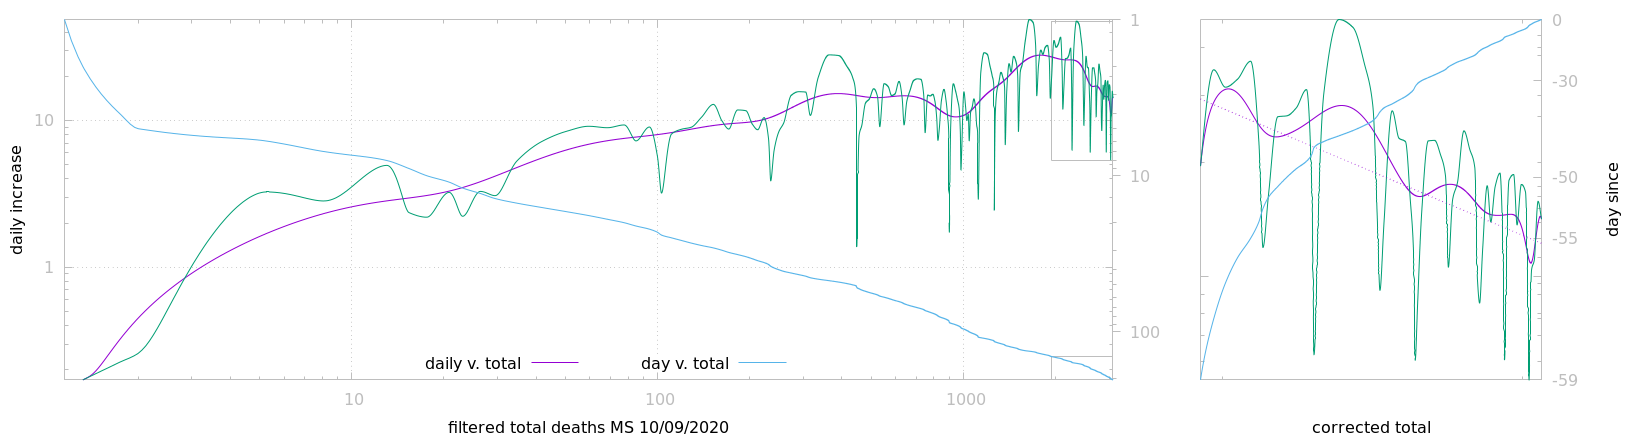 1
0
10
-30
10
-50
1
-55
100
-59
daily increase
day since
daily v. total
day v. total
10
100
1000
filtered total deaths MS 10/09/2020
corrected total